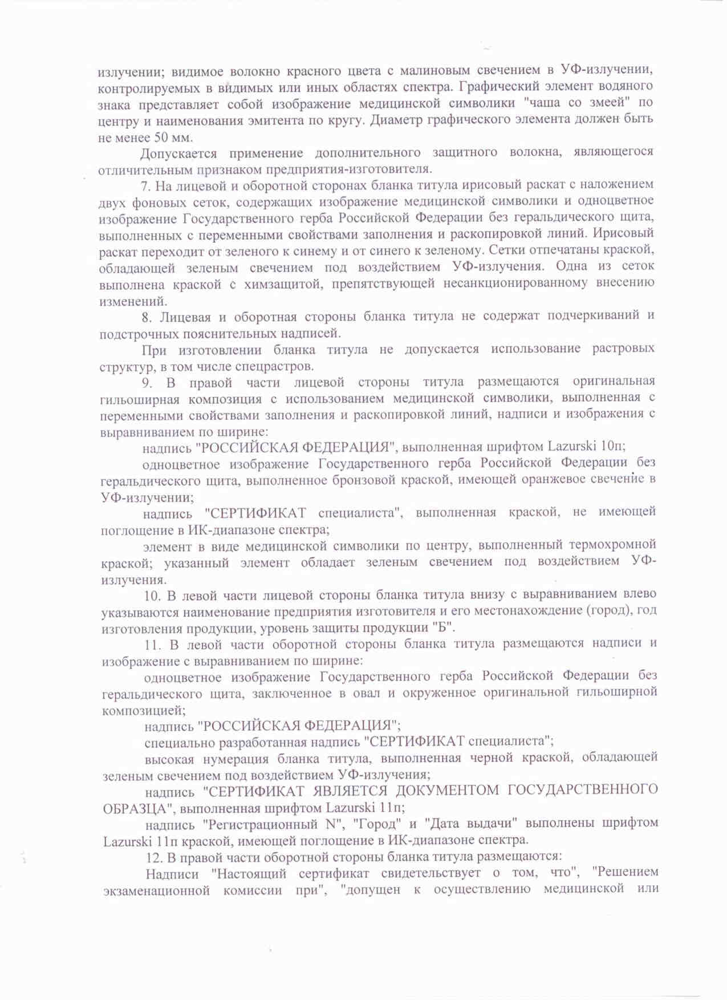 излучении; видимое волокно красного цвета с малиновым свечением в УФ-излучении,
контролируемых в видимых или иных областях спектра. Графический элемент водяного
знака представляет собой изображение медицинской символики "чаша со змеей" по
центру и наименования эмитента по кругу. Диаметр графического элемента должен быть
не менее 50 мм.
Допускается применение дополнительного защитного волокна, являющегося
отличительным признаком предприятия-изготовителя.
7. На лицевой и оборотной сторонах бланка титула ирисовый раскат с наложением
двух фоновых сеток, содержащих изображение медицинской символики и одноцветное
изображение Государственного герба Российской Федерации без геральдического щита,
выполненных с переменными свойствами заполнения и раскопировкой линий. Ирисовый
раскат переходит от зеленого к синему и от синего к зеленому. Сетки отпечатаны краской,
обладающей зеленым свечением под воздействием УФ-излучения. Одна из сеток
выполнена краской с химзащитой, препятствующей несанкционированному внесению
изменений.
8. Лицевая и оборотная стороны бланка титула не содержат подчеркиваний и
подстрочных пояснительных надписей.
При изготовлении бланка титула не допускается использование растровых
структур, в том числе спецрастров.
9. В правой части лицевой стороны титула размещаются оригинальная
гильоширная композиция с использованием медицинской символики, выполненная с
переменными свойствами заполнения и раскопировкой линий, надписи и изображения с
выравниванием по ширине:
надпись "РОССИЙСКАЯ ФЕДЕРАЦИЯ", выполненная шрифтом Lazurski 10п;
одноцветное изображение Государственного герба Российской Федерации без
геральдического щита, выполненное бронзовой краской, имеющей оранжевое свечение в
УФ-излучении;
надпись "СЕРТИФИКАТ специалиста", выполненная краской, не имеющей
поглощение в ИК-диапазоне спектра;
элемент в виде медицинской символики по центру, выполненный термохромной
краской; указанный элемент обладает зеленым свечением под воздействием УФ-
излучения.
10. В левой части лицевой стороны бланка титула внизу с выравниванием влево
указываются наименование предприятия изготовителя и его местонахождение (город), год
изготовления продукции, уровень защиты продукции "Б".
11. В левой части оборотной стороны бланка титула размещаются надписи и
изображение с выравниванием по ширине:
одноцветное изображение Государственного герба Российской Федерации без
геральдического щита, заключенное в овал и окруженное оригинальной гильоширной
композицией;
надпись "РОССИЙСКАЯ ФЕДЕРАЦИЯ";
специально разработанная надпись "СЕРТИФИКАТ специалиста";
высокая нумерация бланка титула, выполненная черной краской, обладающей
зеленым свечением под воздействием УФ-излучения;
надпись "СЕРТИФИКАТ ЯВЛЯЕТСЯ ДОКУМЕНТОМ ГОСУДАРСТВЕННОГО
ОБРАЗЦА", выполненная шрифтом Lazurski 11п;
надпись "Регистрационный N", "Город" и "Дата выдачи" выполнены шрифтом
Lazurski 11п краской, имеющей поглощение в ИК-диапазоне спектра.
12. В правой части оборотной стороны бланка титула размещаются:
Надписи "Настоящий сертификат свидетельствует о том, что", "Решением
экзаменационной комиссии при", "допущен к осуществлению медицинской или